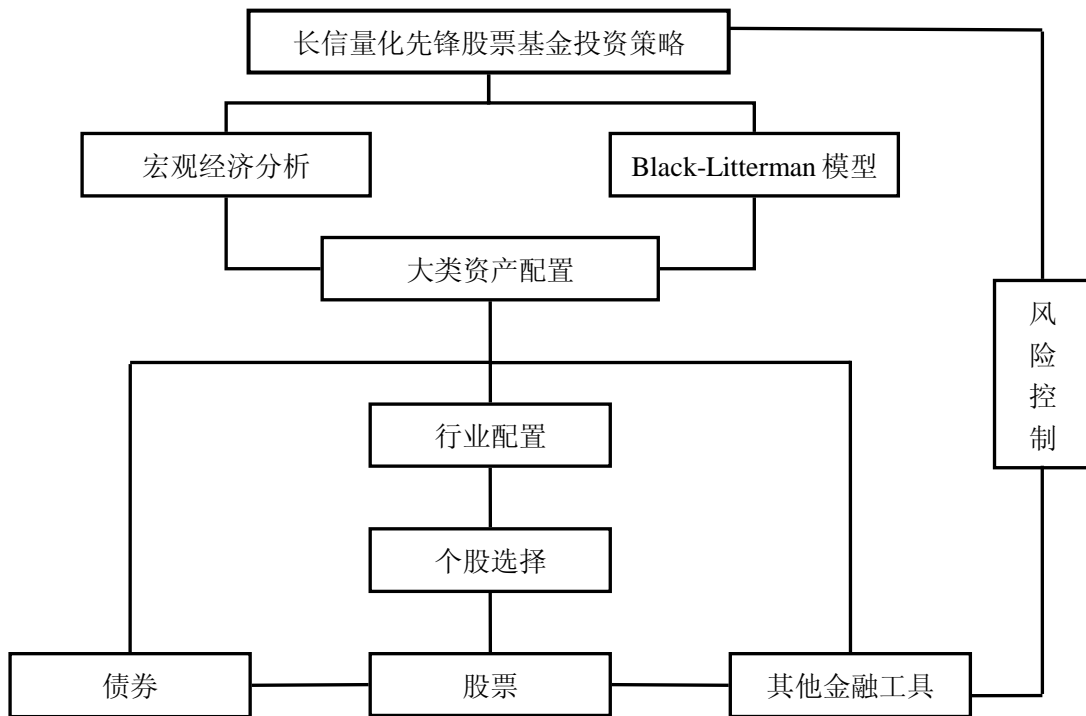 长信量化先锋股票基金投资策略
宏观经济分析
Black-Litterman 模型
大类资产配置
风
险
控
制
行业配置
个股选择
债券
股票
其他金融工具